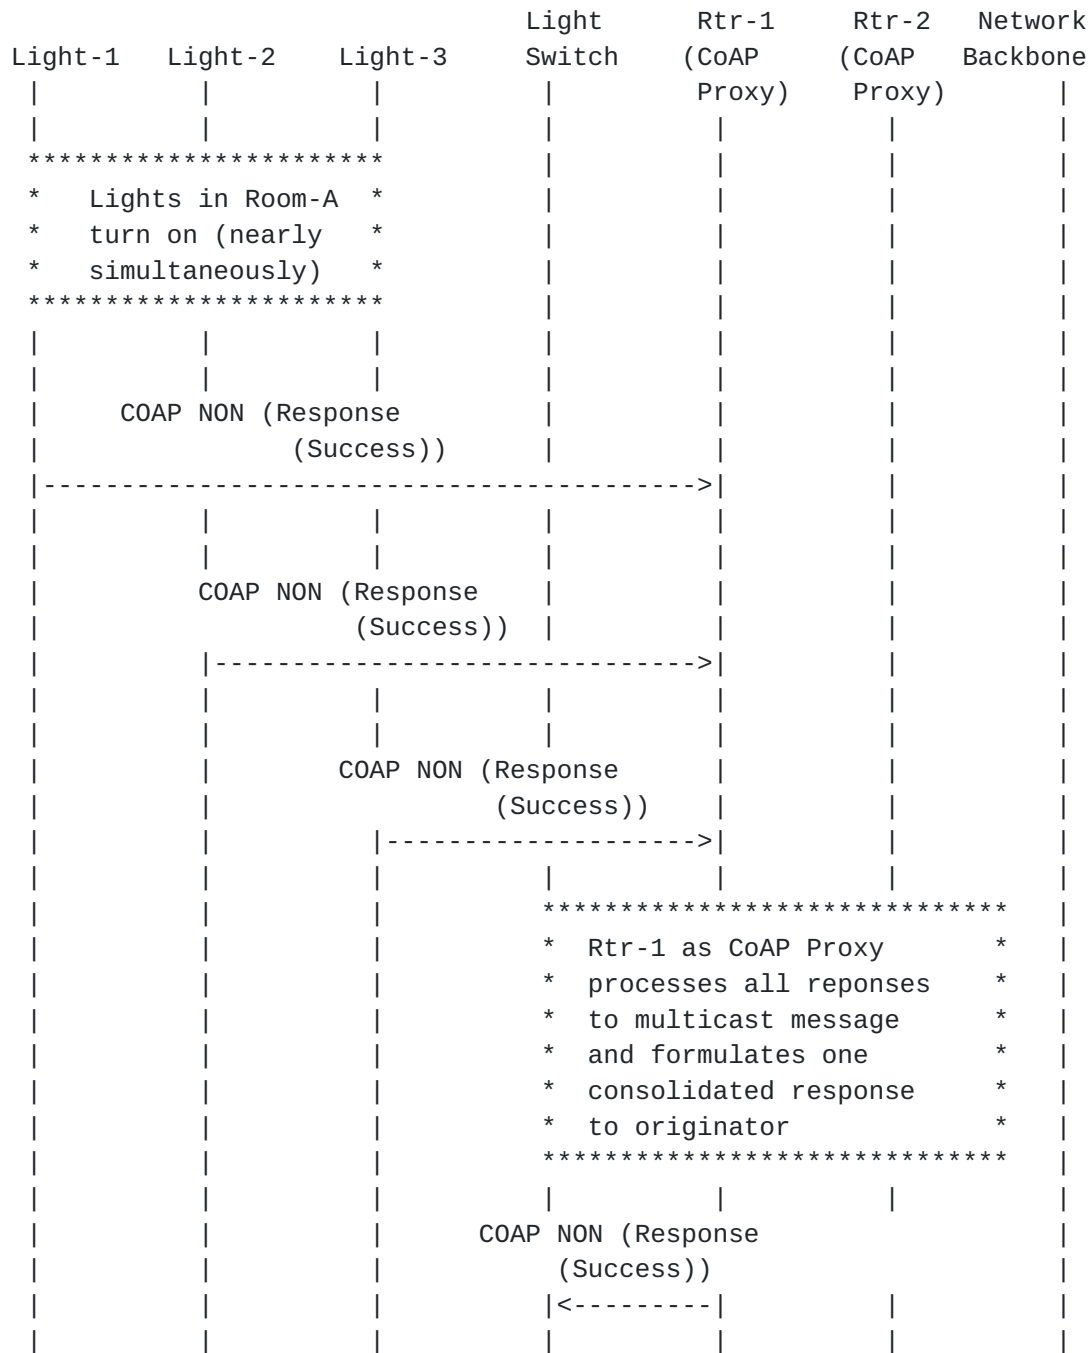 Light      Rtr-1     Rtr-2   Network
Light-1   Light-2    Light-3     Switch    (CoAP     (CoAP   Backbone
 |          |          |          |         Proxy)    Proxy)       |
 |          |          |          |          |          |          |
 ***********************          |          |          |          |
 *   Lights in Room-A  *          |          |          |          |
 *   turn on (nearly   *          |          |          |          |
 *   simultaneously)   *          |          |          |          |
 ***********************          |          |          |          |
 |          |          |          |          |          |          |
 |          |          |          |          |          |          |
 |     COAP NON (Response         |          |          |          |
 |                (Success))      |          |          |          |
 |------------------------------------------>|          |          |
 |          |          |          |          |          |          |
 |          |          |          |          |          |          |
 |          COAP NON (Response    |          |          |          |
 |                    (Success))  |          |          |          |
 |          |------------------------------->|          |          |
 |          |          |          |          |          |          |
 |          |          |          |          |          |          |
 |          |        COAP NON (Response      |          |          |
 |          |                  (Success))    |          |          |
 |          |          |-------------------->|          |          |
 |          |          |          |          |          |          |
 |          |          |          ******************************   |
 |          |          |          *  Rtr-1 as CoAP Proxy       *   |
 |          |          |          *  processes all reponses    *   |
 |          |          |          *  to multicast message      *   |
 |          |          |          *  and formulates one        *   |
 |          |          |          *  consolidated response     *   |
 |          |          |          *  to originator             *   |
 |          |          |          ******************************   |
 |          |          |          |          |          |          |
 |          |          |      COAP NON (Response                   |
 |          |          |           (Success))                      |
 |          |          |          |<---------|          |          |
 |          |          |          |          |          |          |